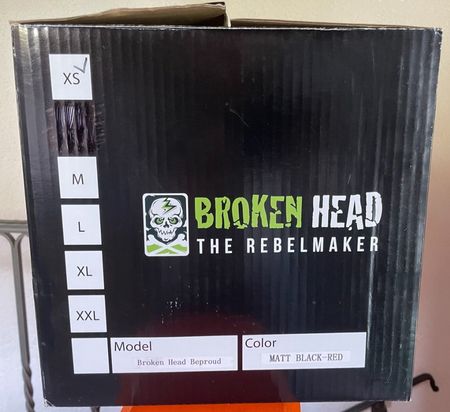 XS
M
L
XL
XXL
BROKEN HEAD
THE REBELMAKER
Model
Broken Head Beproud
Color
MATT BLACK-RED